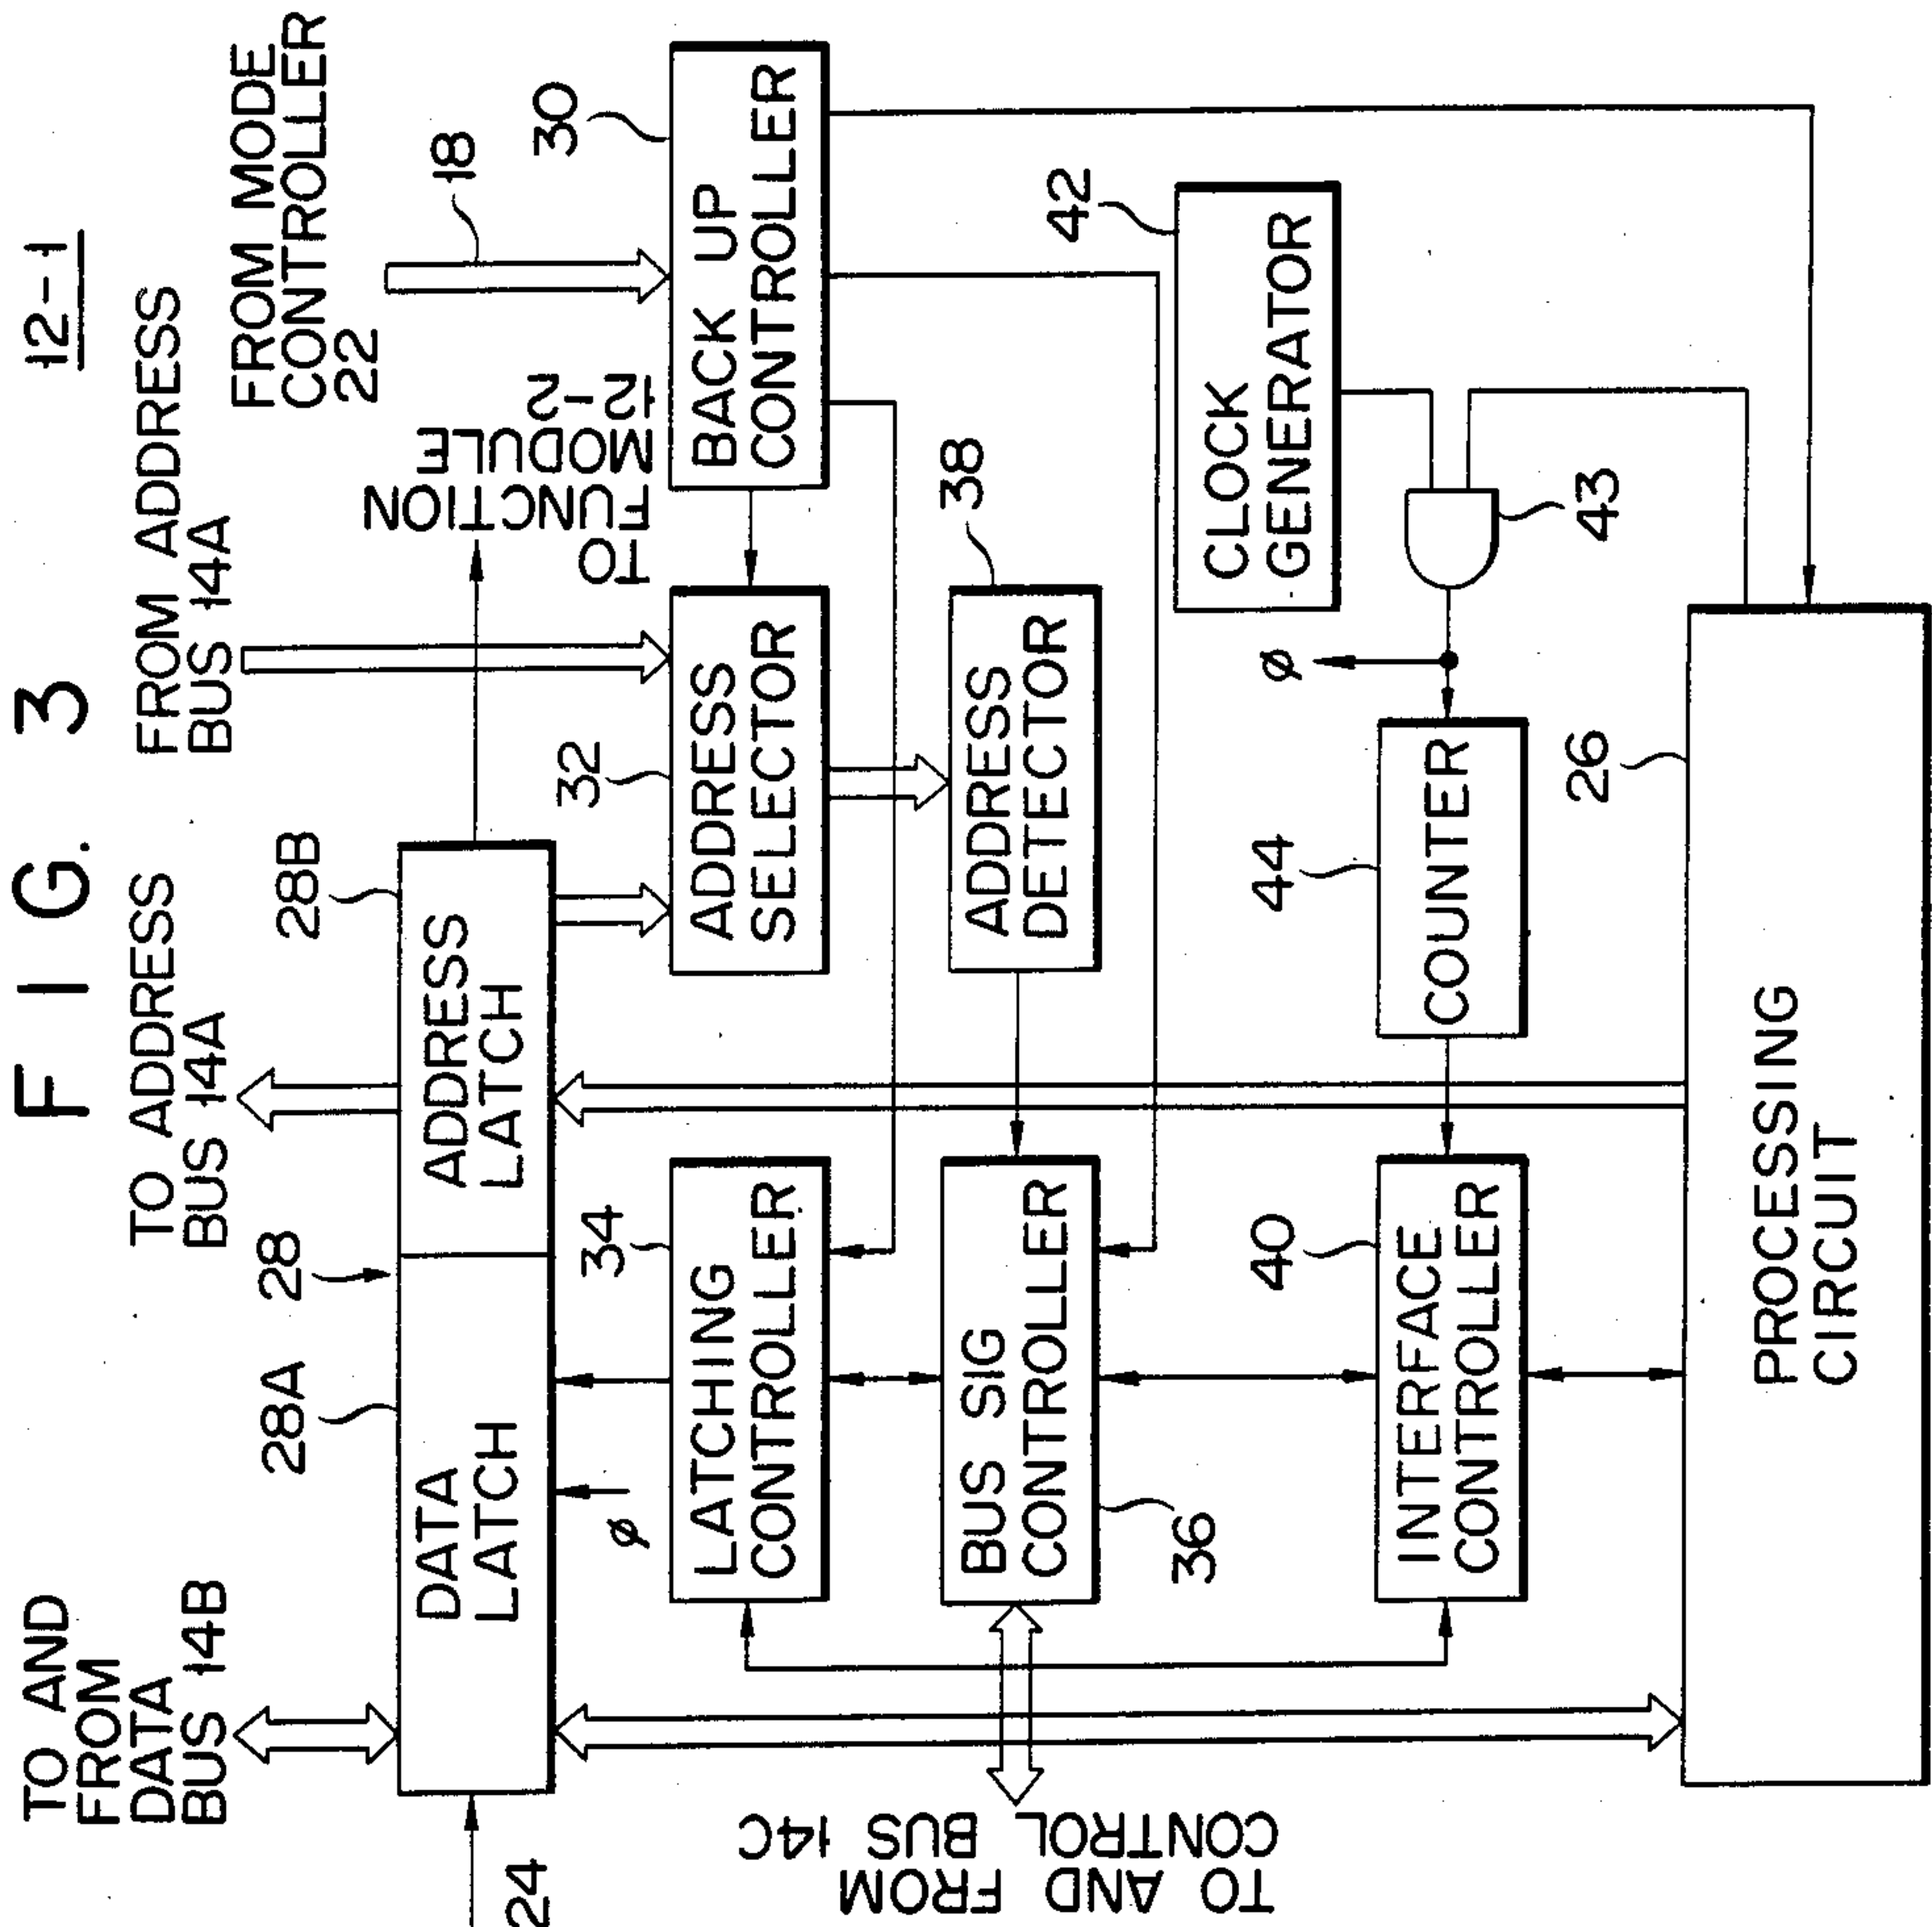 FIG. 3
12-1
TO AND
FROM
DATA
BUS 14B
TO ADDRESS
BUS 14A
FROM ADDRESS
BUS 14A
FROM MODE
CONTROLLER
22
18
24
28A
28
28B
DATA
LATCH
ADDRESS
LATCH
TO
FUNCTION
MODULE
12-2
ø
34
32
30
LATCHING
CONTROLLER
ADDRESS
SELECTOR
BACK UP
CONTROLLER
TO AND FROM
CONTROL BUS 14C
BUS SIG
CONTROLLER
36
ADDRESS
DETECTOR
38
42
CLOCK
GENERATOR
ø
40
44
INTERFACE
CONTROLLER
COUNTER
43
26
PROCESSING
CIRCUIT